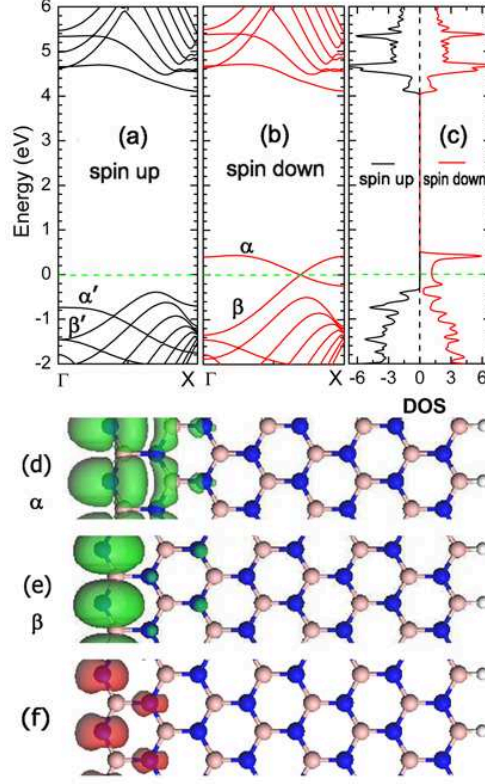 6
5
4
3
2
1
0
-1
-2
Energy (eV)
(a)
spin up
α′
β′
Γ X
(b)
spin down
α
β
Γ X
(c)
spin up
spin down
-6 -3 0 3 6
DOS
(d)
α
(e)
β
(f)